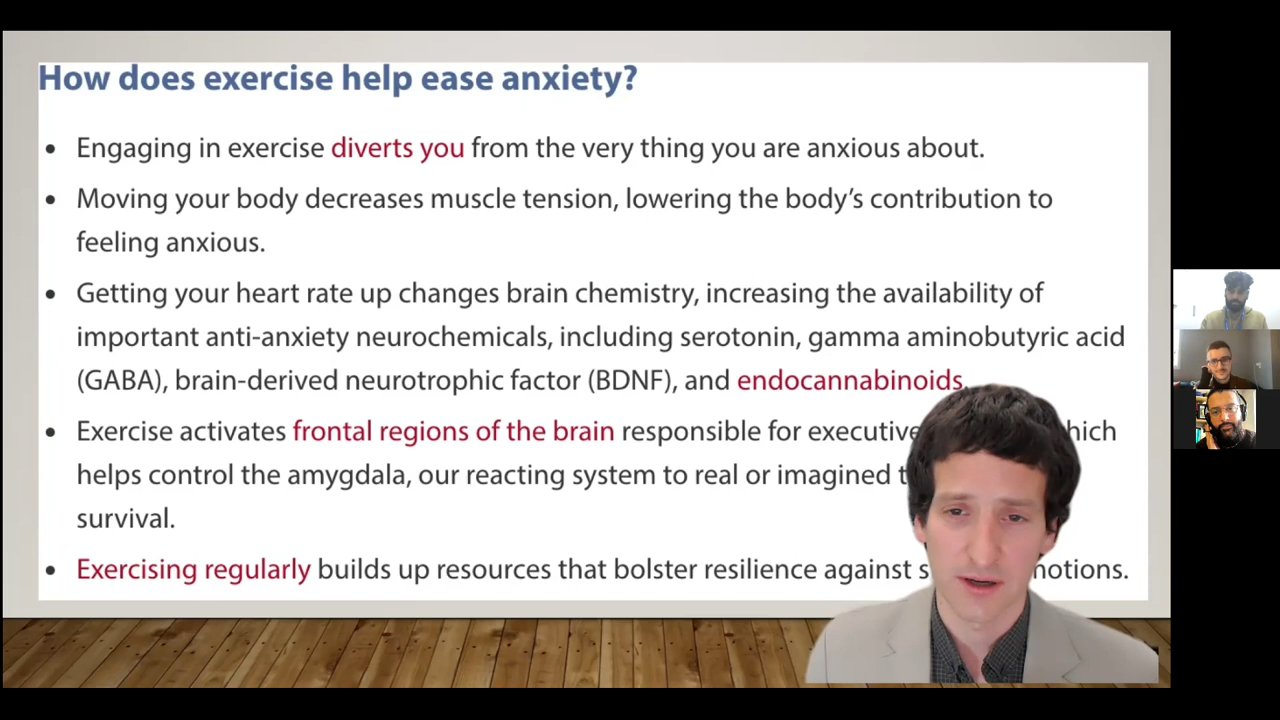 How does exercise help ease anxiety?
• Engaging in exercise diverts you from the very thing you are anxious about.
• Moving your body decreases muscle tension, lowering the body’s contribution to
feeling anxious.
• Getting your heart rate up changes brain chemistry, increasing the availability of
important anti-anxiety neurochemicals, including serotonin, gamma aminobutyric acid
(GABA), brain-derived neurotrophic factor (BDNF), and endocannabinoids.
• Exercise activates frontal regions of the brain responsible for executive
helps control the amygdala, our reacting system to real or imagined
survival.
• Exercising regularly builds up resources that bolster resilience against